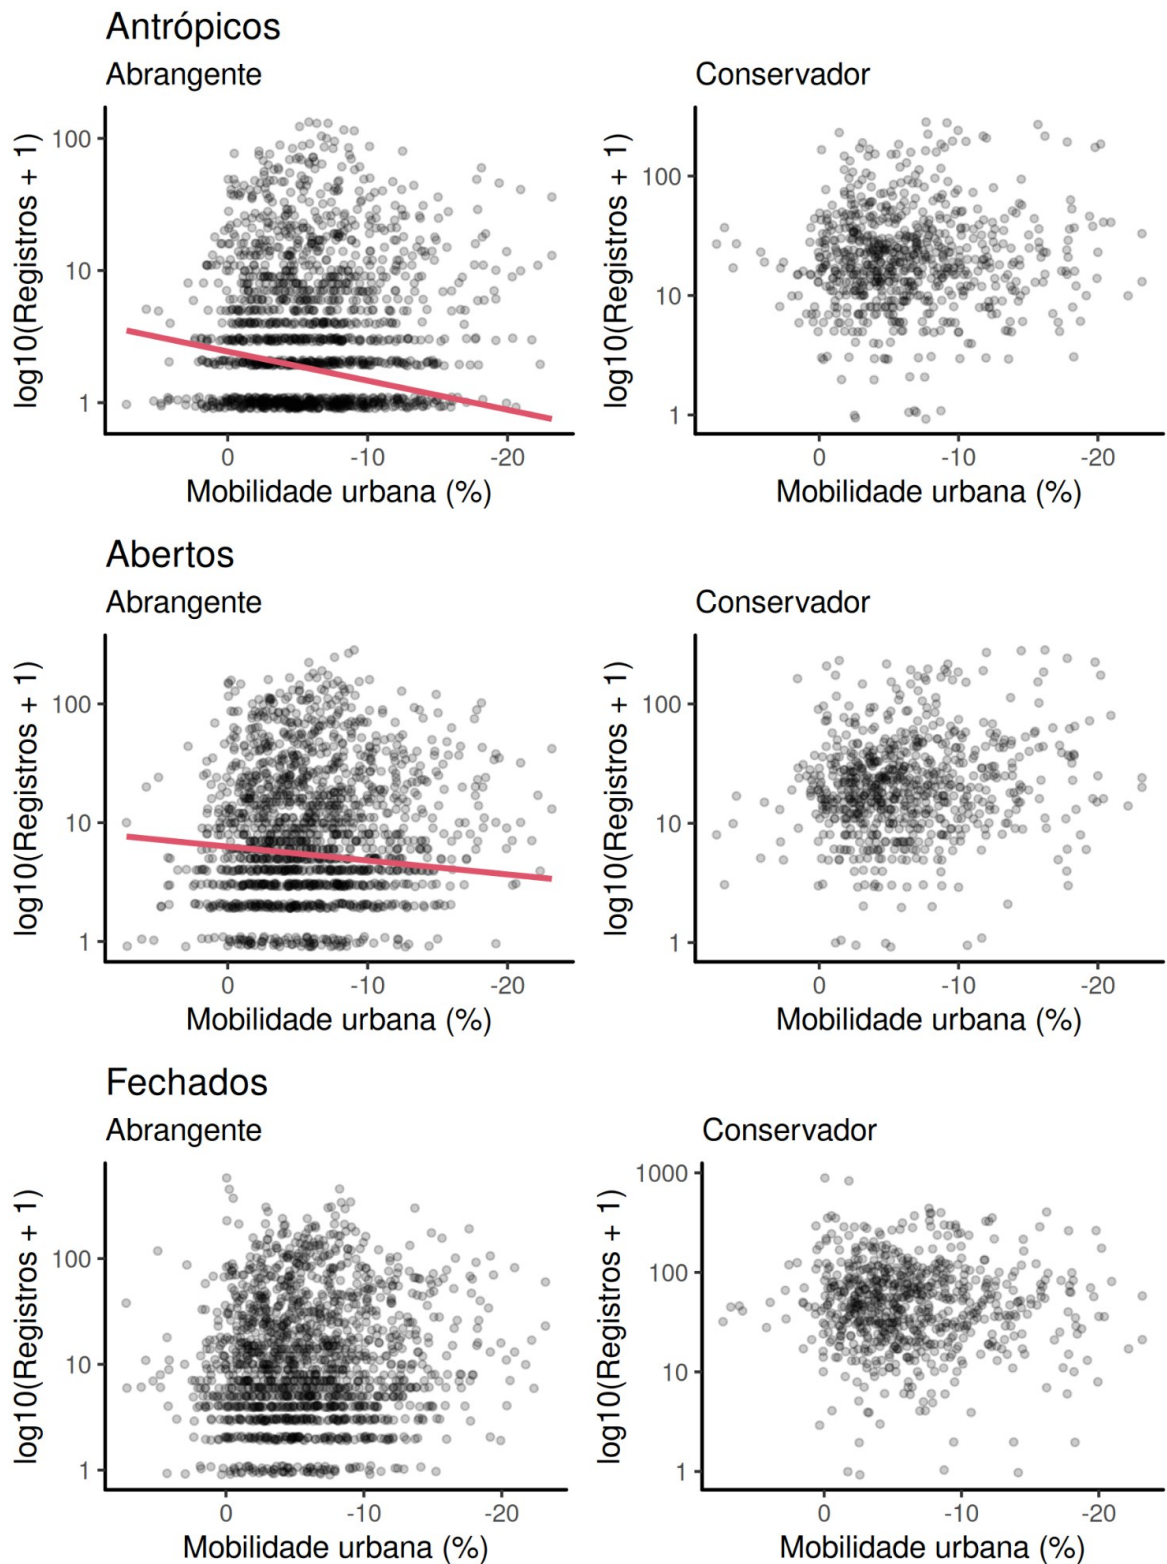 Antrópicos
Abrangente
Conservador
log10(Registros + 1)
100
10
1
0 -10 -20
Mobilidade urbana (%)
log10(Registros + 1)
100
10
1
0 -10 -20
Mobilidade urbana (%)
Abertos
Abrangente
Conservador
log10(Registros + 1)
100
10
1
0 -10 -20
Mobilidade urbana (%)
log10(Registros + 1)
100
10
1
0 -10 -20
Mobilidade urbana (%)
Fechados
Abrangente
Conservador
log10(Registros + 1)
100
10
1
0 -10 -20
Mobilidade urbana (%)
log10(Registros + 1)
1000
100
10
1
0 -10 -20
Mobilidade urbana (%)